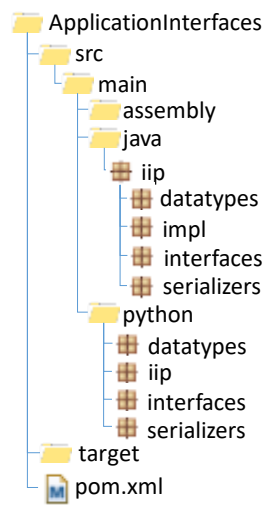 ApplicationInterfaces
src
main
assembly
java
iip
datatypes
impl
interfaces
serializers
python
datatypes
iip
interfaces
serializers
target
M
pom.xml